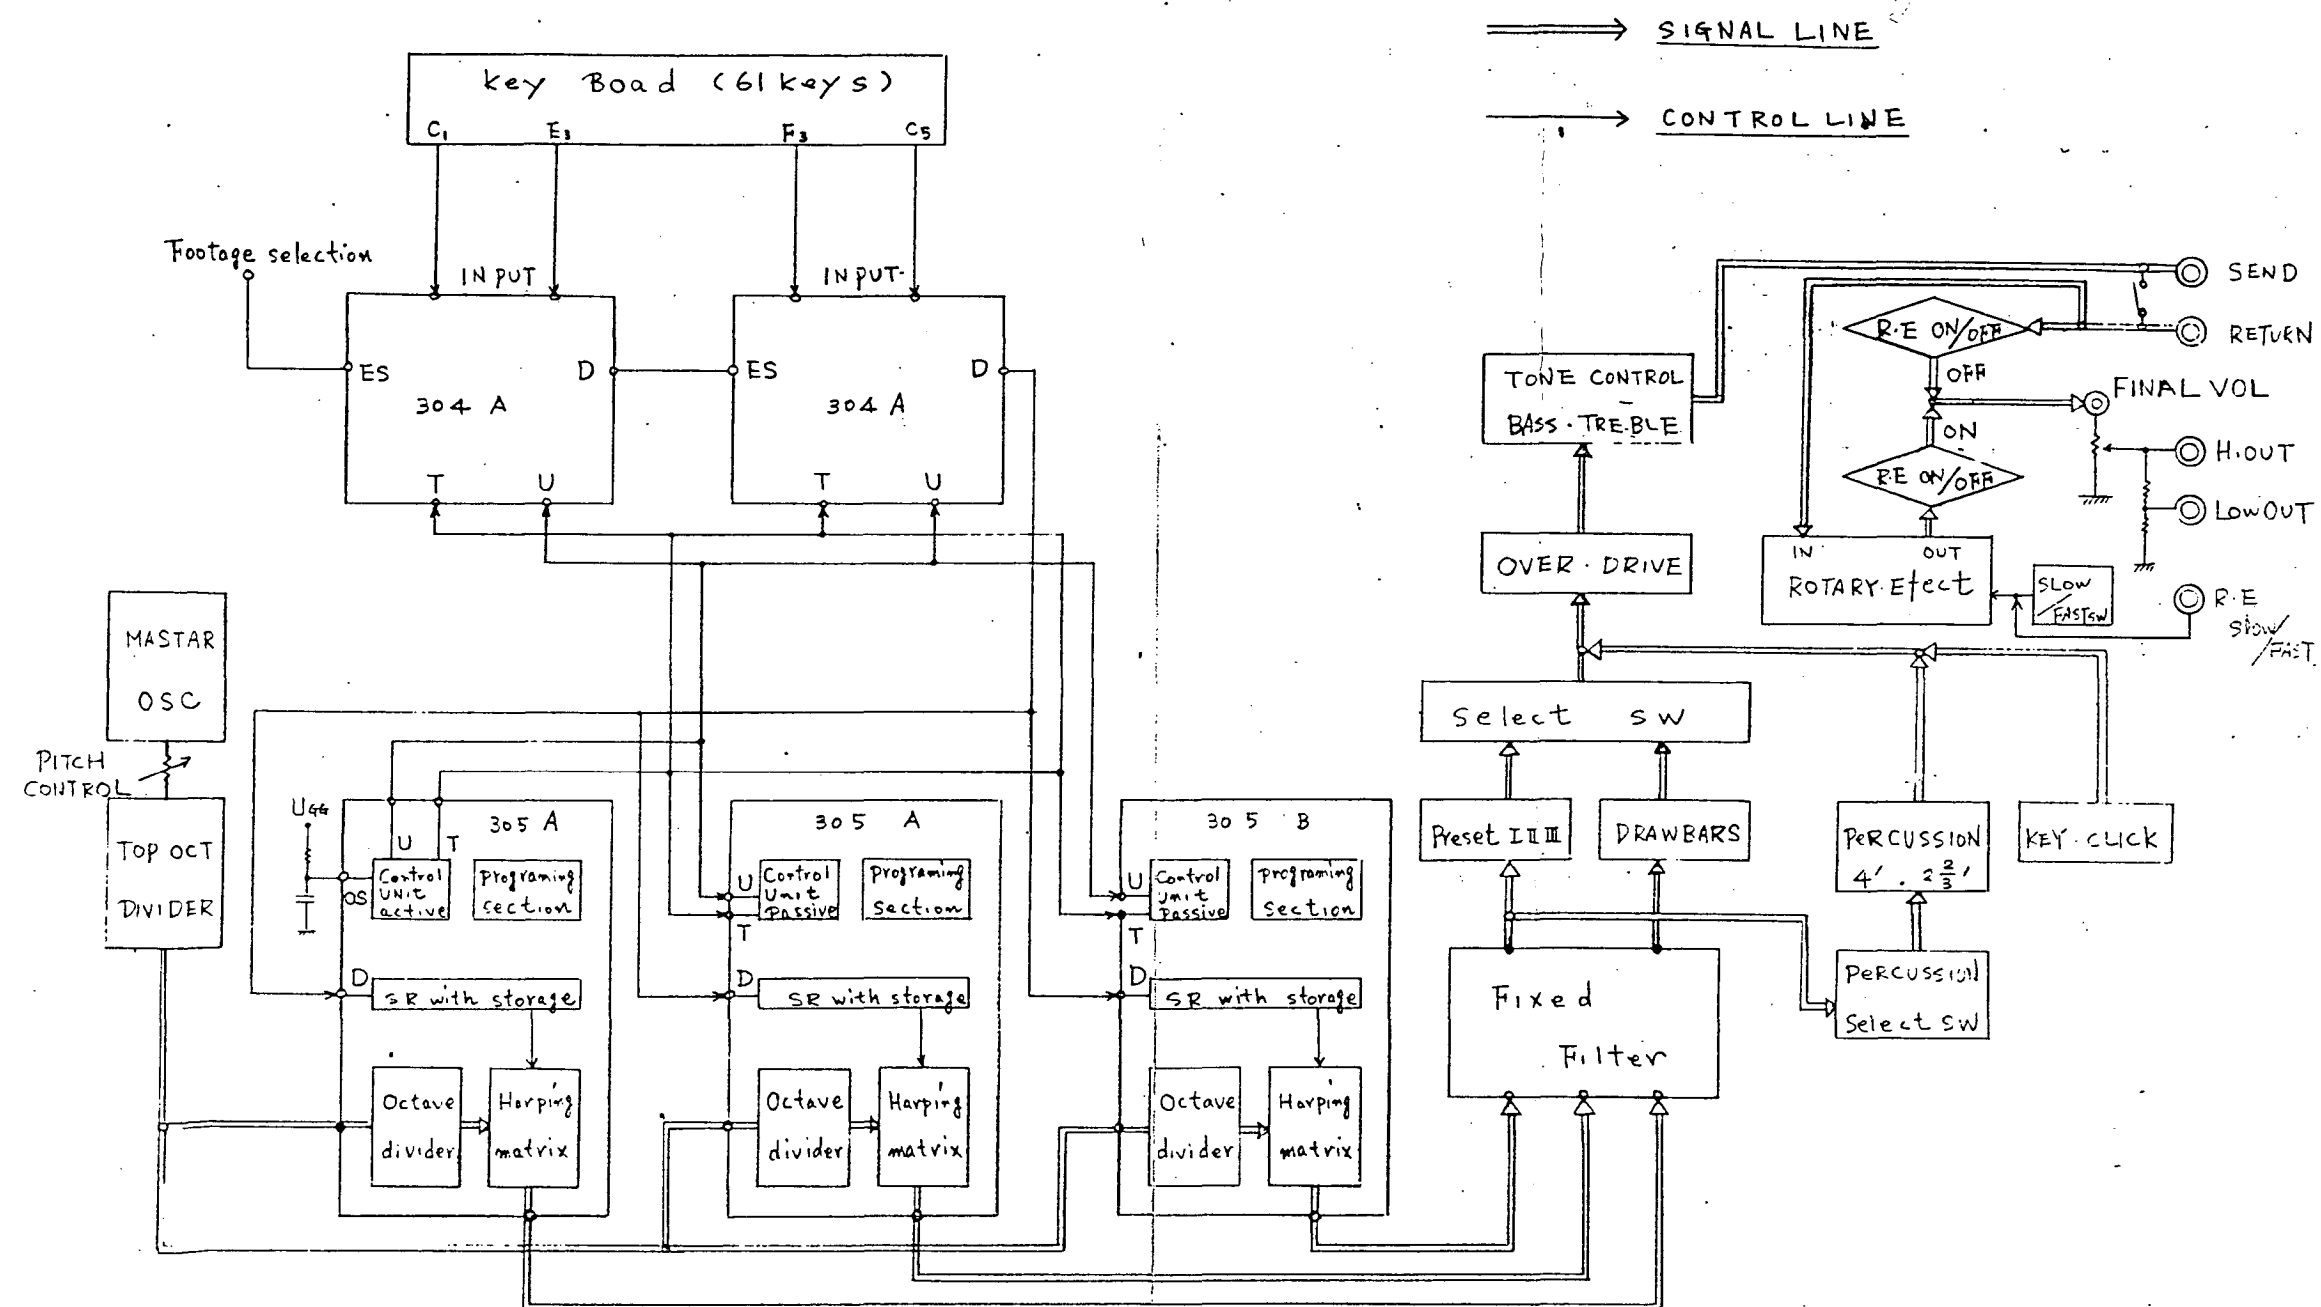 SIGNAL LINE
CONTROL LINE
Key Boad (61 keys)
C1 E3 F3 C5
Footage selection
INPUT
INPUT
ES
D
304 A
T U
ES
D
304 A
T U
MASTAR
OSC
PITCH
CONTROL
TOP OCT
DIVIDER
UGG
OS
305 A
U T
Control
UNit
active
Programing
section
D
SR with storage
Octave
divider
Harping
matrix
305 A
U
T
Control
Unit
Passive
Programing
section
D
SR with storage
Octave
divider
Harping
matrix
305 B
U
T
Control
Unit
Passive
Programing
section
D
SR with storage
Octave
divider
Harping
matrix
Fixed
Filter
Preset I II III
DRAWBARS
Select SW
OVER・DRIVE
TONE CONTROL
BASS・TREBLE
PERCUSSION
Select SW
PERCUSSION
4' . 2 2/3'
KEY・CLICK
SEND
RETURN
R・E ON/OFF
OFF
FINAL VOL
ON
R・E ON/OFF
H・OUT
LOW OUT
IN OUT
ROTARY・Efect
SLOW
/FAST SW
R・E
Slow/
/FAST